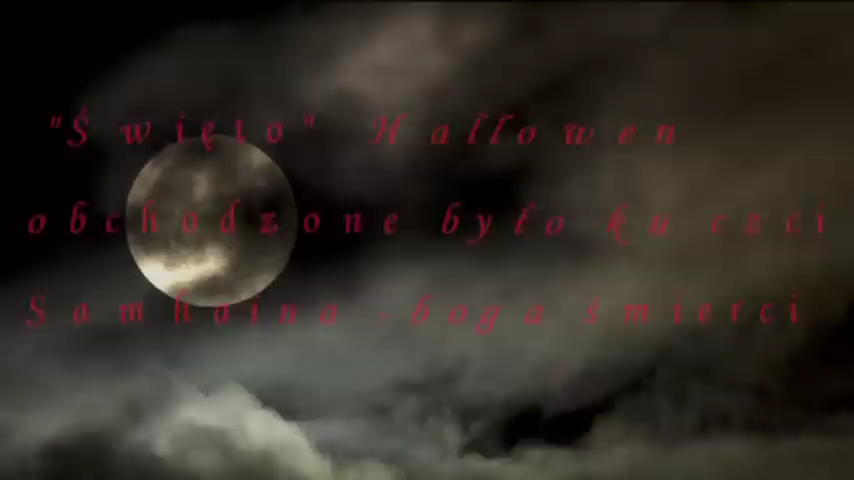 "Święto" Hallowen
obchodzone było ku czci
Samhaina -boga śmierci